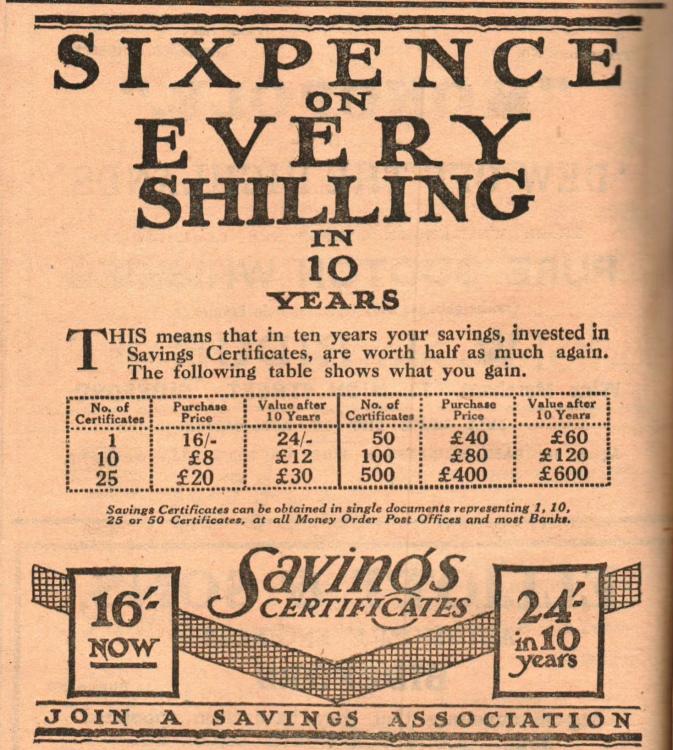 SIXPENCE
ON
EVERY
SHILLING
IN
10
YEARS
THIS means that in ten years your savings, invested in
Savings Certificates, are worth half as much again.
The following table shows what you gain.
No. of Certificates Purchase Price Value after 10 Years No. of Certificates Purchase Price Value after 10 Years
1 16/- 24/- 50 £40 £60
10 £8 £12 100 £80 £120
25 £20 £30 500 £400 £600
Savings Certificates can be obtained in single documents representing 1, 10,
25 or 50 Certificates, at all Money Order Post Offices and most Banks.
Savings
CERTIFICATES
16/-
NOW
24/-
in 10
years
JOIN A SAVINGS ASSOCIATION